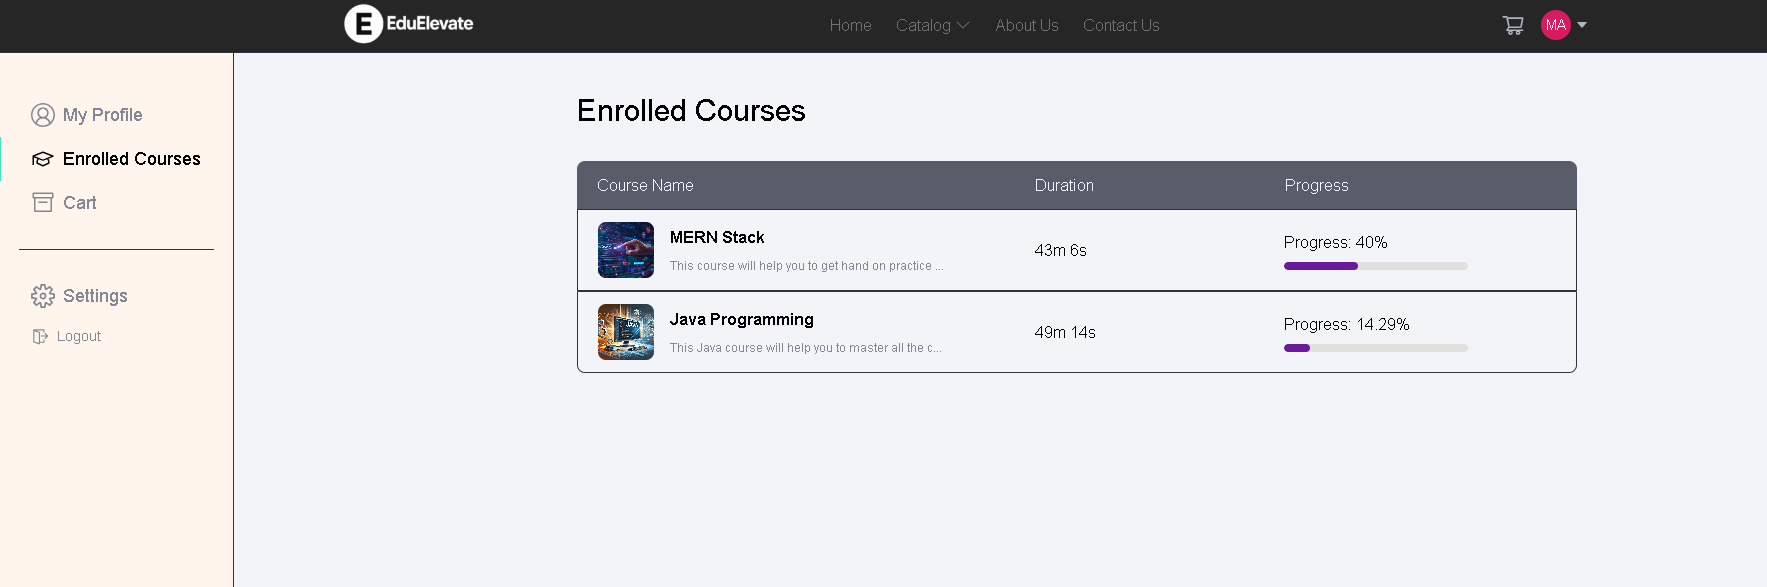 E EduElevate
Home Catalog About Us Contact Us
MA
My Profile
Enrolled Courses
Cart
Settings
Logout
Enrolled Courses
Course Name Duration Progress
MERN Stack
This course will help you to get hand on practice ...
43m 6s
Progress: 40%
Java Programming
This Java course will help you to master all the c...
49m 14s
Progress: 14.29%